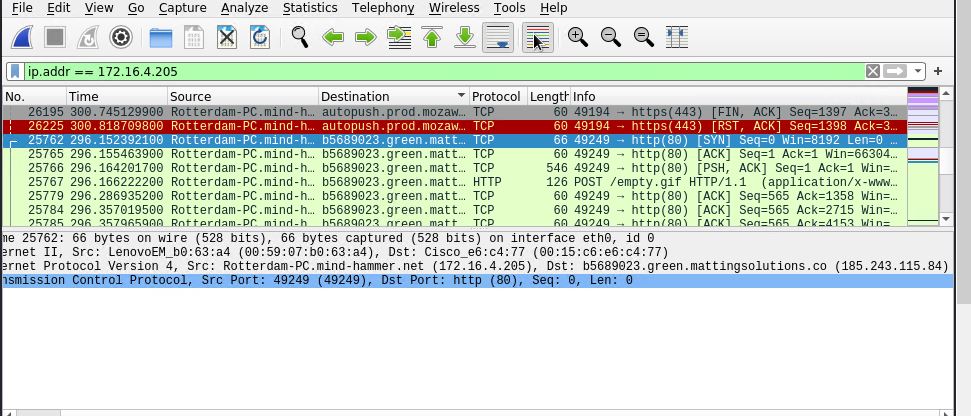 File Edit View Go Capture Analyze Statistics Telephony Wireless Tools Help
ip.addr == 172.16.4.205
No. Time Source Destination Protocol Length Info
26195 300.745129900 Rotterdam-PC.mind-h… autopush.prod.mozaw… TCP 60 49194 → https(443) [FIN, ACK] Seq=1397 Ack=3…
26225 300.818709800 Rotterdam-PC.mind-h… autopush.prod.mozaw… TCP 60 49194 → https(443) [RST, ACK] Seq=1398 Ack=3…
25762 296.152392100 Rotterdam-PC.mind-h… b5689023.green.matt… TCP 66 49249 → http(80) [SYN] Seq=0 Win=8192 Len=0 …
25765 296.155463900 Rotterdam-PC.mind-h… b5689023.green.matt… TCP 60 49249 → http(80) [ACK] Seq=1 Ack=1 Win=66304…
25766 296.164201700 Rotterdam-PC.mind-h… b5689023.green.matt… TCP 546 49249 → http(80) [PSH, ACK] Seq=1 Ack=1 Win=…
25767 296.166222200 Rotterdam-PC.mind-h… b5689023.green.matt… HTTP 126 POST /empty.gif HTTP/1.1 (application/x-www…
25779 296.286935200 Rotterdam-PC.mind-h… b5689023.green.matt… TCP 60 49249 → http(80) [ACK] Seq=565 Ack=1358 Win=…
25784 296.357019500 Rotterdam-PC.mind-h… b5689023.green.matt… TCP 60 49249 → http(80) [ACK] Seq=565 Ack=2715 Win=…
25785 296.357965900 Rotterdam-PC.mind-h… b5689023.green.matt… TCP 60 49249 → http(80) [ACK] Seq=565 Ack=4153 Win=…
me 25762: 66 bytes on wire (528 bits), 66 bytes captured (528 bits) on interface eth0, id 0
ernet II, Src: LenovoEM_b0:63:a4 (00:59:07:b0:63:a4), Dst: Cisco_e6:c4:77 (00:15:c6:e6:c4:77)
ernet Protocol Version 4, Src: Rotterdam-PC.mind-hammer.net (172.16.4.205), Dst: b5689023.green.mattingsolutions.co (185.243.115.84)
nsmission Control Protocol, Src Port: 49249 (49249), Dst Port: http (80), Seq: 0, Len: 0